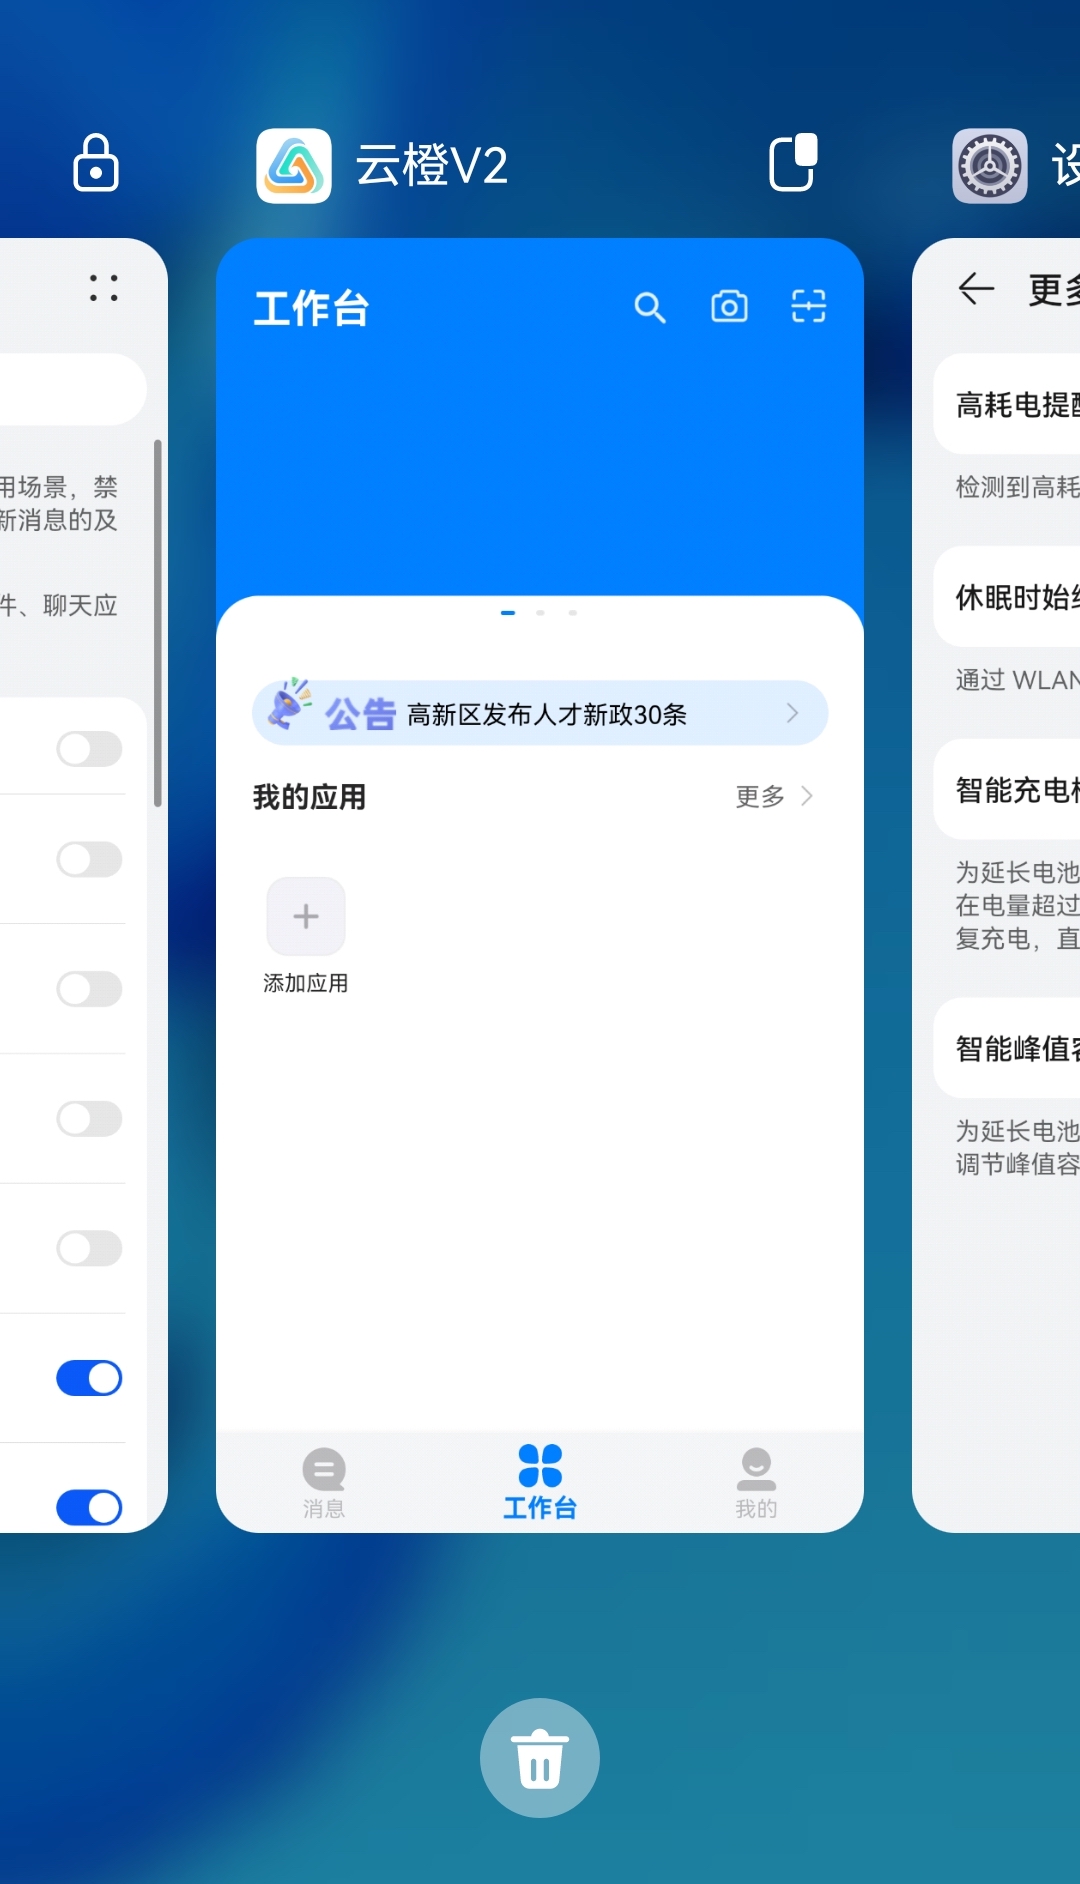 云橙V2
设
用场景，禁
新消息的及
件、聊天应
工作台
公告 高新区发布人才新政30条
我的应用
更多
添加应用
消息
工作台
我的
更多
高耗电提醒
检测到高耗
休眠时始终
通过 WLAN
智能充电模
为延长电池
在电量超过
复充电，直
智能峰值容
为延长电池
调节峰值容